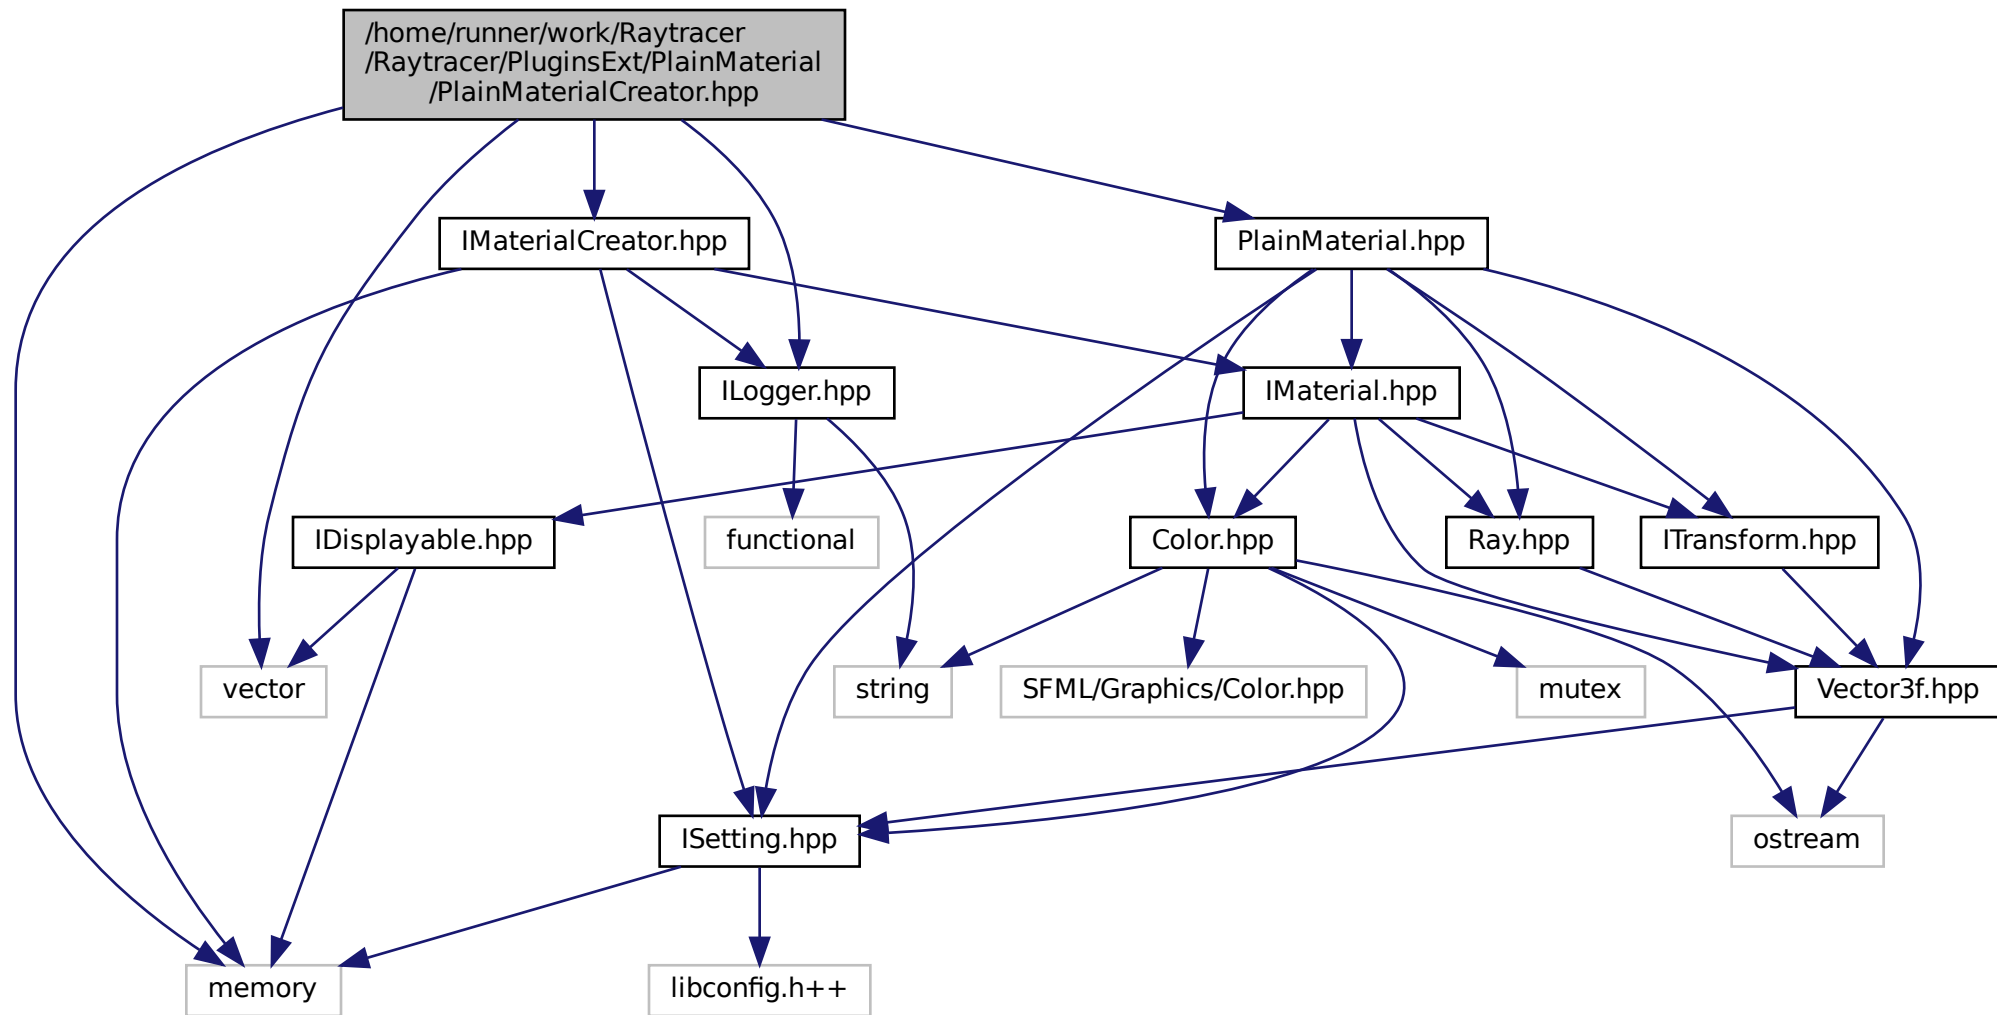 /home/runner/work/Raytracer
/Raytracer/PluginsExt/PlainMaterial
/PlainMaterialCreator.hpp
IMaterialCreator.hpp
PlainMaterial.hpp
ILogger.hpp
IMaterial.hpp
IDisplayable.hpp
functional
Color.hpp
Ray.hpp
ITransform.hpp
vector
string
SFML/Graphics/Color.hpp
mutex
Vector3f.hpp
ISetting.hpp
ostream
memory
libconfig.h++